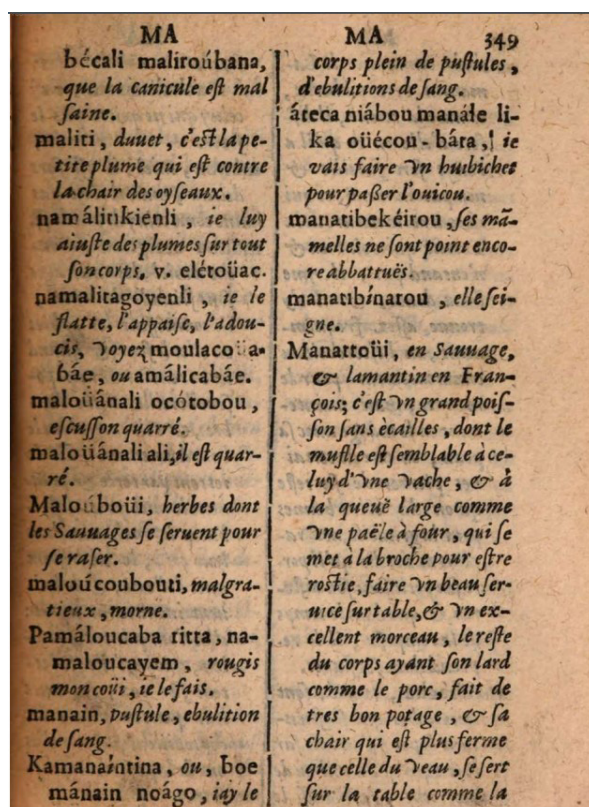 MA
bécali maliroúbana,
que la canicule est mal
saine.
maliti, duuet, c'est la pe-
tite plume qui est contre
la chair des oyseaux.
namálinkienli, ie luy
aiuste des plumes sur tout
son corps, v. elétoüac.
namalitagoyenli, ie le
flatte, l'appaise, l'adou-
cis, voyez moulaco a-
báe, ou amálicabáe.
maloüánali ocótobou,
escusson quarré.
maloüánali ali, il est quar-
ré.
Maloúboüi, herbes dont
les Sauuages se seruent pour
se raser.
maloúcoubouti, malgra-
tieux, morne.
Pamáloucaba titta, na-
maloucayem, rougis
mon coüi, ie le fais.
manain, pustule, ebulition
de sang.
Kamanaintina, ou, boe
mánain noágo, i'ay le
MA 349
corps plein de pustules,
d'ebulitions de sang.
áteca niábou manále li-
ka oüécou-bára, ie
vais faire vn huibichet
pour passer l'ouicou.
manatibekéirou, ses mã-
melles ne sont point enco-
re abbattuës.
manatibínatou, elle sei-
gne.
Manattoüi, en Sauuage,
& lamantin en Fran-
çois; c'est vn grand pois-
son sans écailles, dont le
muffle est semblable à ce-
luy d'vne vache, & à
la queuë large comme
vne paële à four, qui se
met à la broche pour estre
rostie, faire vn beau ser-
uice sur table, & vn ex-
cellent morceau, le reste
du corps ayant son lard
comme le porc, fait de
tres bon potage, & sa
chair qui est plus ferme
que celle du veau, se sert
sur la table comme la